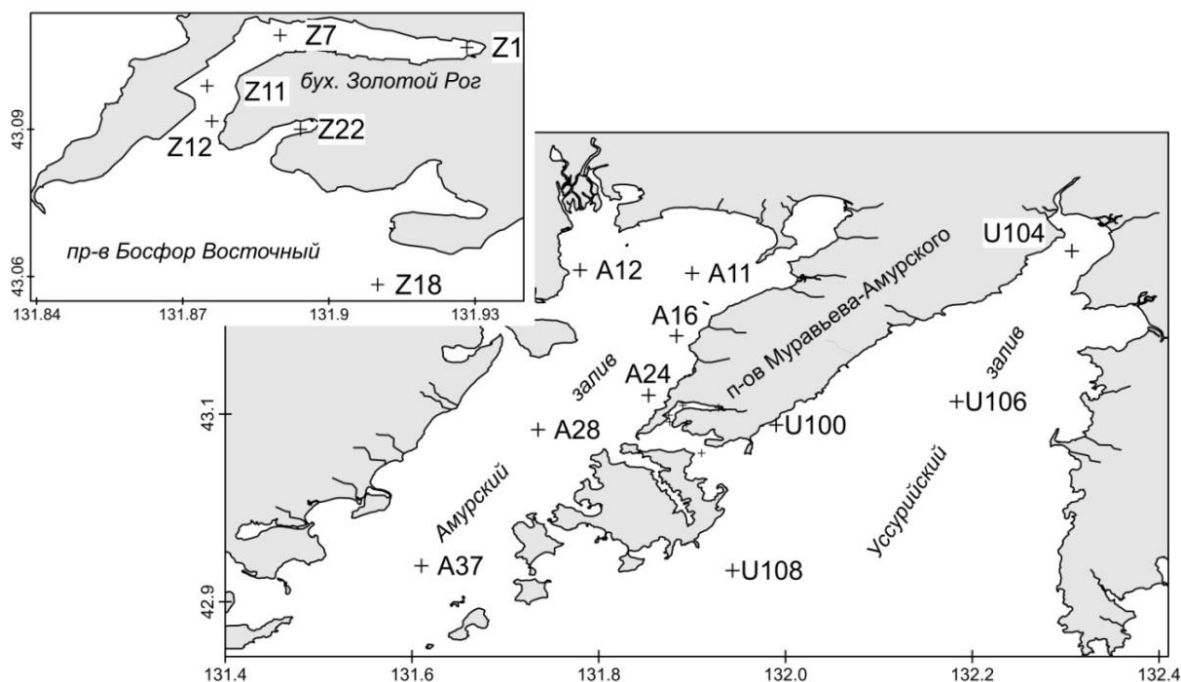 Z7
Z1
бух. Золотой Рог
Z11
43.09
Z22
Z12
пр-в Босфор Восточный
43.06
Z18
131.84
131.87
131.9
131.93
U104
A12
A11
п-ов Муравьева-Амурского
A16
залив
залив
A24
43.1
U106
A28
U100
Амурский
Уссурийский
A37
U108
42.9
131.4
131.6
131.8
132.0
132.2
132.4